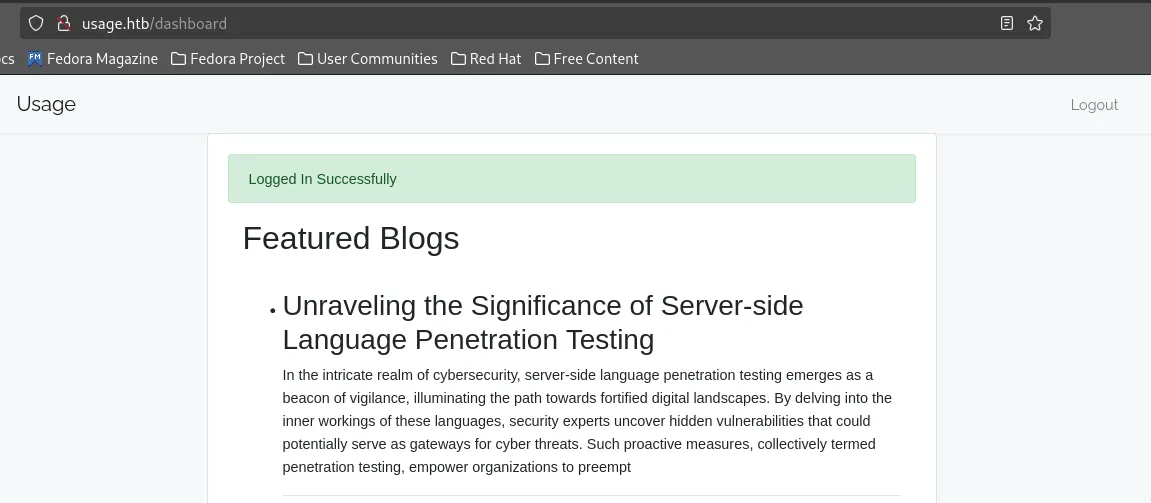 usage.htb/dashboard
cs FM Fedora Magazine Fedora Project User Communities Red Hat Free Content
Usage Logout
Logged In Successfully
Featured Blogs
• Unraveling the Significance of Server-side
Language Penetration Testing
In the intricate realm of cybersecurity, server-side language penetration testing emerges as a
beacon of vigilance, illuminating the path towards fortified digital landscapes. By delving into the
inner workings of these languages, security experts uncover hidden vulnerabilities that could
potentially serve as gateways for cyber threats. Such proactive measures, collectively termed
penetration testing, empower organizations to preempt